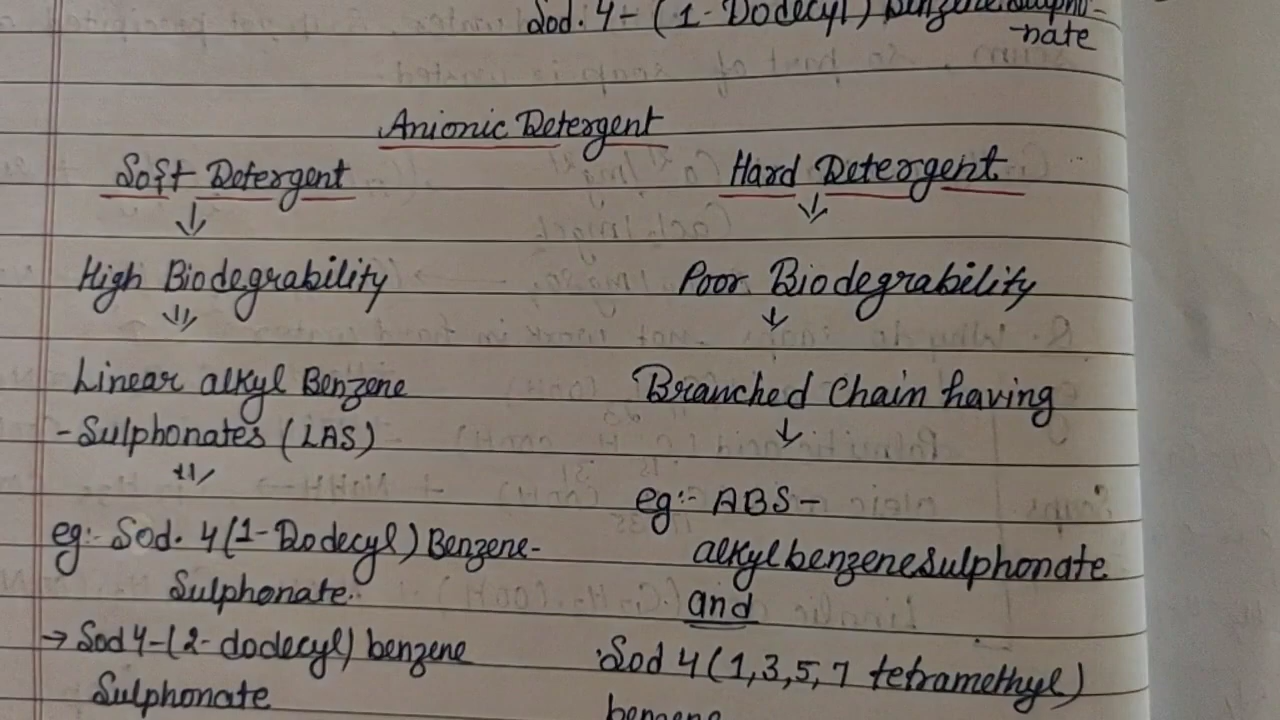 Sod. 4-(1-Dodecyl) Benzene Sulpho-
nate
Anionic Detergent
Soft Detergent
Hard Detergent
High Biodegrability
Poor Biodegrability
Linear alkyl Benzene
-Sulphonates (LAS)
Branched Chain having
eg:- Sod. 4(1-Dodecyl) Benzene-
Sulphonate.
eg:- ABS-
alkylbenzenesulphonate
and
→ Sod 4-(2-dodecyl) benzene
Sulphonate
Sod 4(1,3,5,7 tetramethyl)
benzene